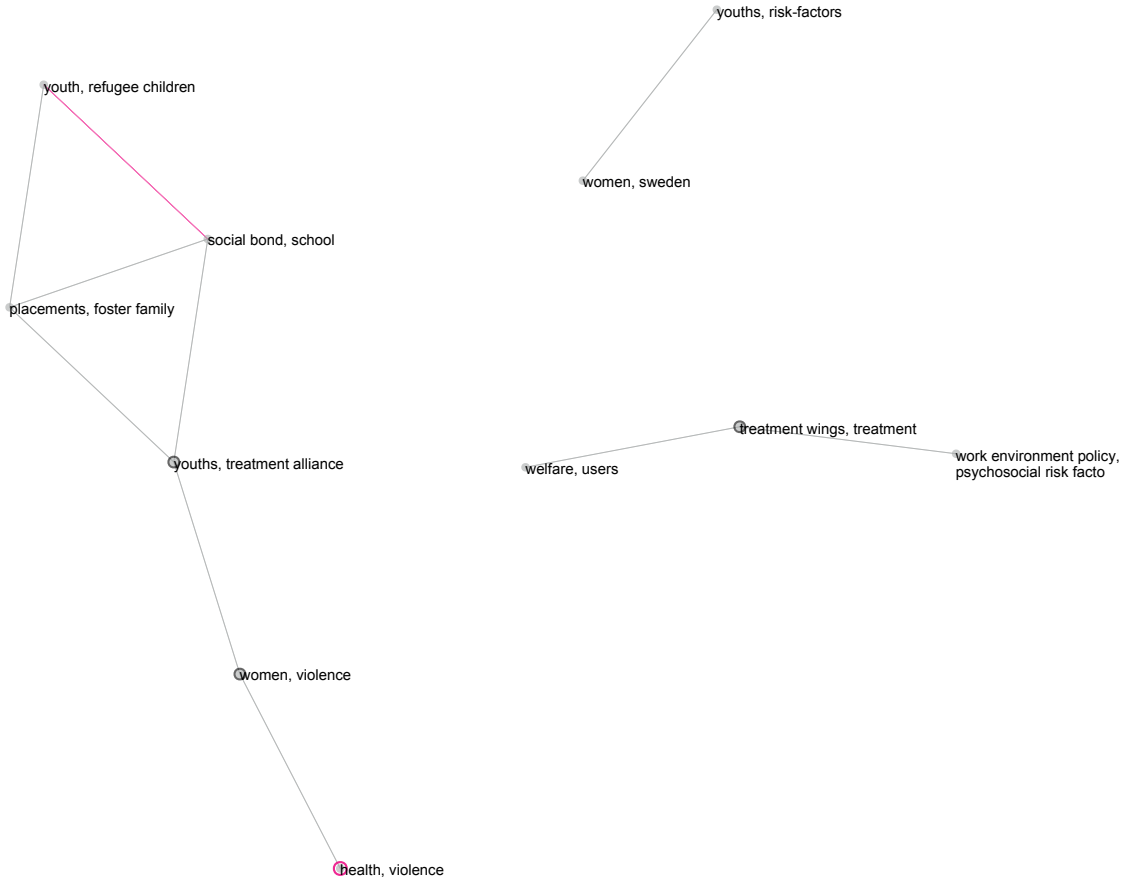 youths, risk-factors
youth, refugee children
women, sweden
social bond, school
placements, foster family
treatment wings, treatment
work environment policy,
psychosocial risk facto
youths, treatment alliance
welfare, users
women, violence
health, violence